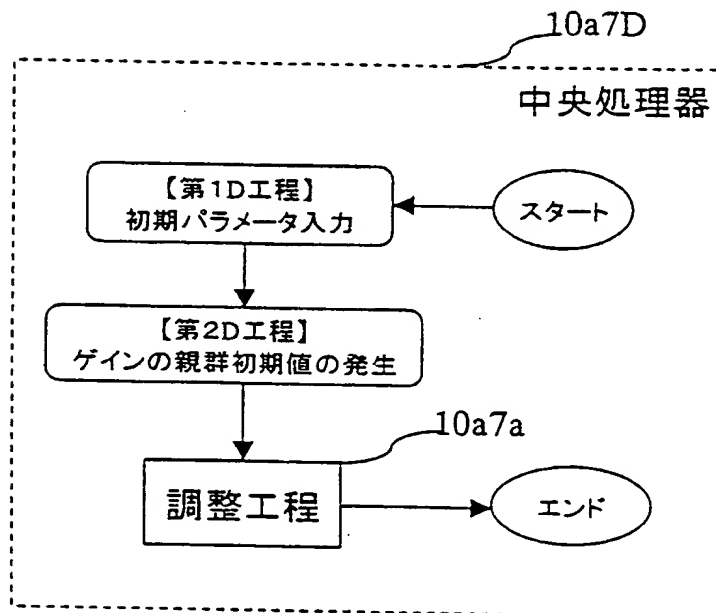 10a7D
中央処理器
【第1D工程】
初期パラメータ入力
スタート
【第2D工程】
ゲインの親群初期値の発生
10a7a
調整工程
エンド